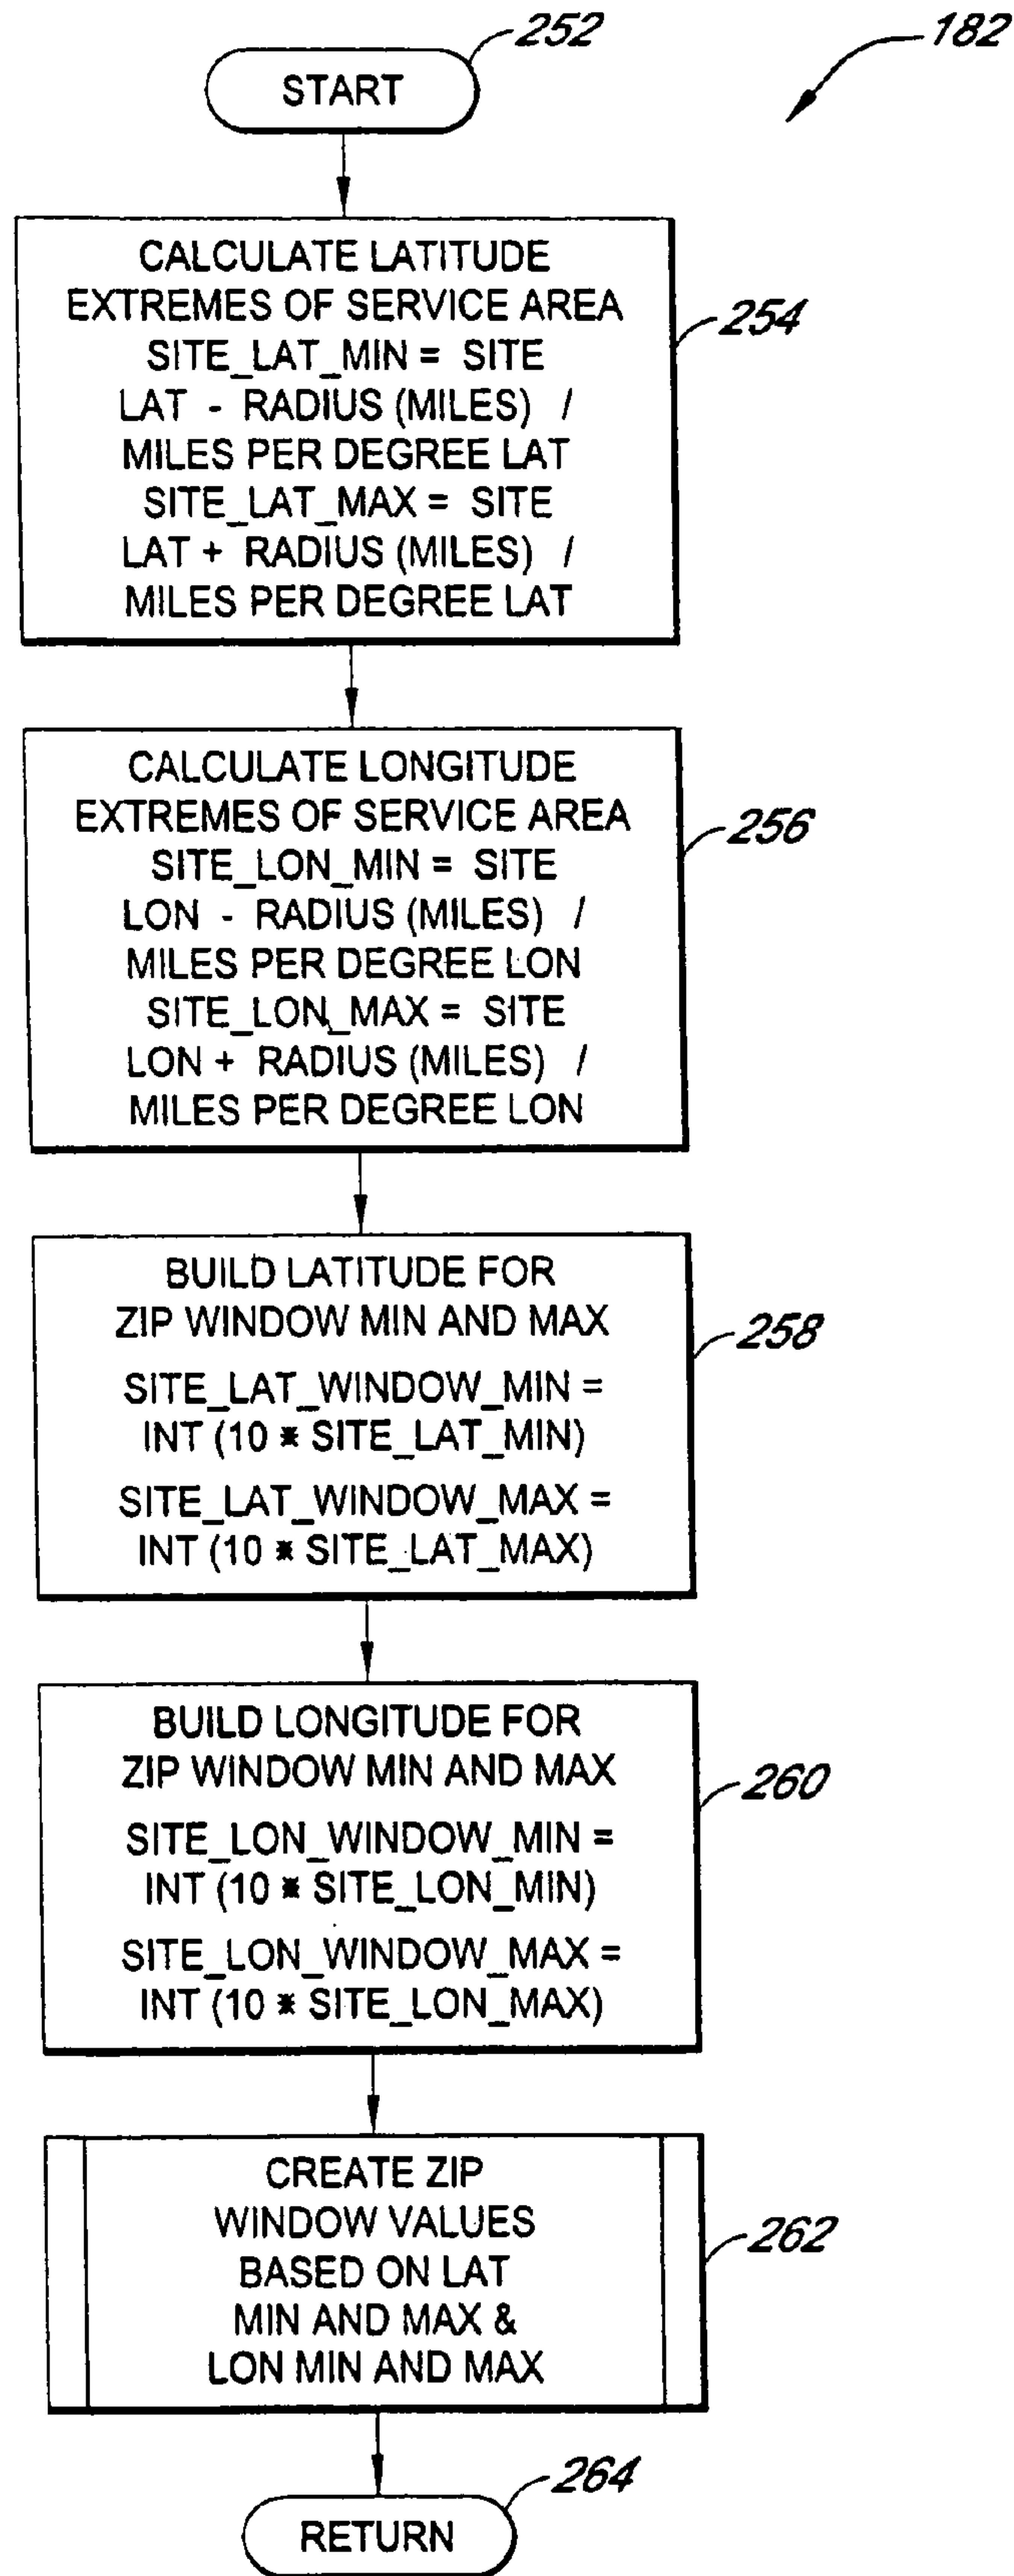 252
182
START
CALCULATE LATITUDE
EXTREMES OF SERVICE AREA
SITE_LAT_MIN = SITE
LAT - RADIUS (MILES) /
MILES PER DEGREE LAT
SITE_LAT_MAX = SITE
LAT + RADIUS (MILES) /
MILES PER DEGREE LAT
254
CALCULATE LONGITUDE
EXTREMES OF SERVICE AREA
SITE_LON_MIN = SITE
LON - RADIUS (MILES) /
MILES PER DEGREE LON
SITE_LON_MAX = SITE
LON + RADIUS (MILES) /
MILES PER DEGREE LON
256
BUILD LATITUDE FOR
ZIP WINDOW MIN AND MAX
SITE_LAT_WINDOW_MIN =
INT (10 * SITE_LAT_MIN)
SITE_LAT_WINDOW_MAX =
INT (10 * SITE_LAT_MAX)
258
BUILD LONGITUDE FOR
ZIP WINDOW MIN AND MAX
SITE_LON_WINDOW_MIN =
INT (10 * SITE_LON_MIN)
SITE_LON_WINDOW_MAX =
INT (10 * SITE_LON_MAX)
260
CREATE ZIP
WINDOW VALUES
BASED ON LAT
MIN AND MAX &
LON MIN AND MAX
262
264
RETURN